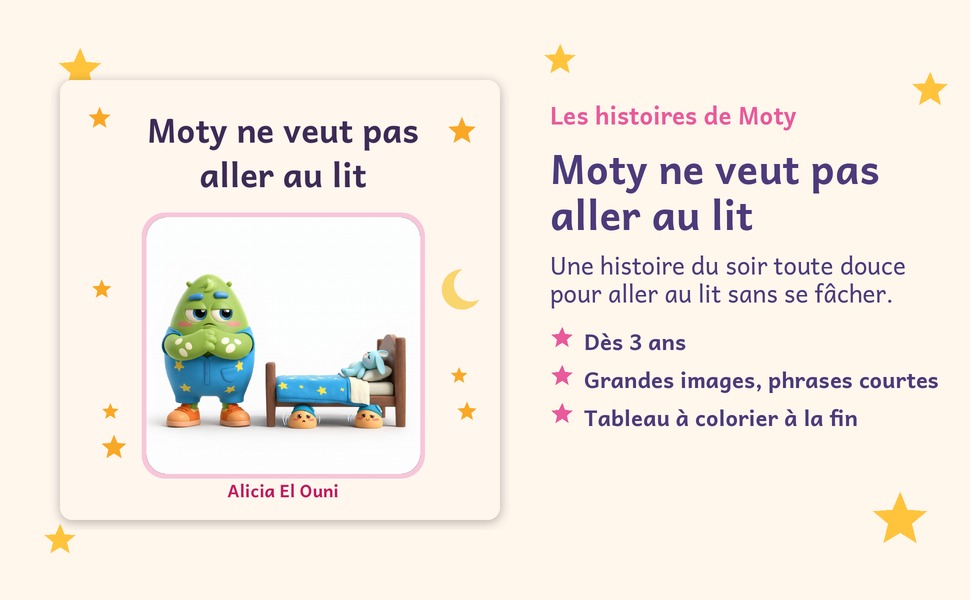 Moty ne veut pas
aller au lit
Alicia El Ouni
Les histoires de Moty
Moty ne veut pas
aller au lit
Une histoire du soir toute douce
pour aller au lit sans se fâcher.
Dès 3 ans
Grandes images, phrases courtes
Tableau à colorier à la fin